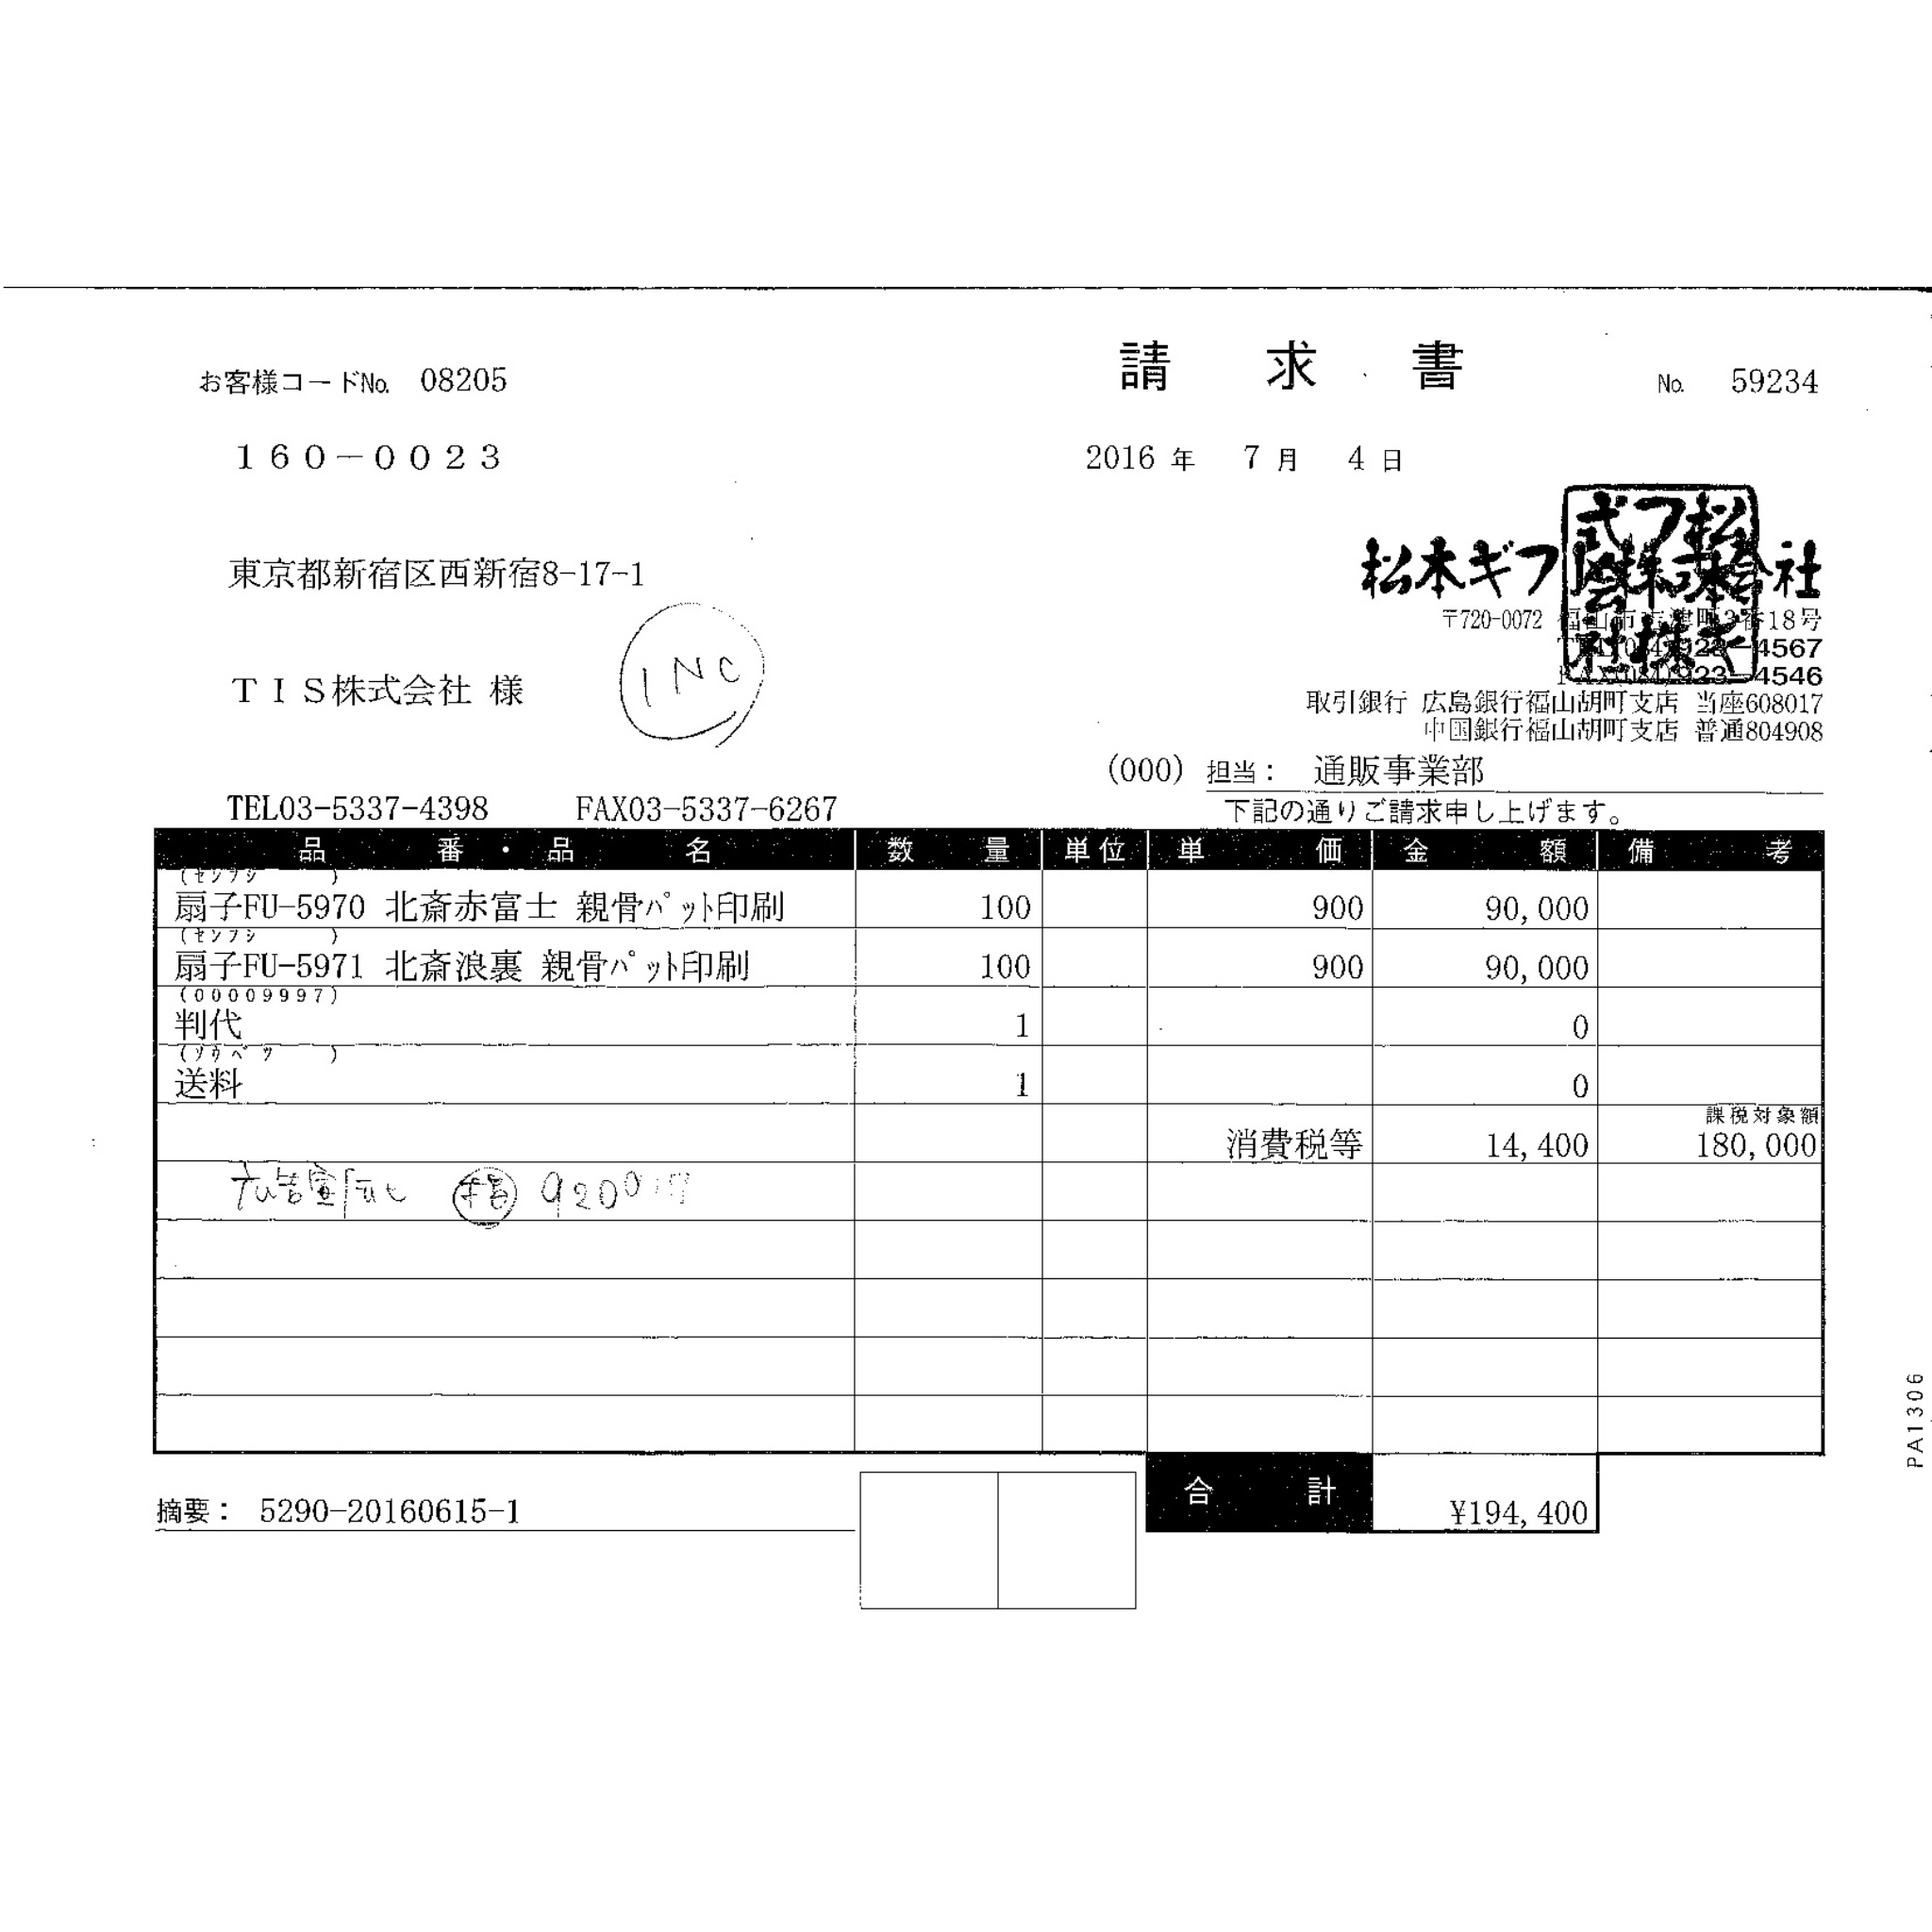 お客様コードNo. 08205
請求書
No. 59234
160-0023
2016 年 7 月 4 日
東京都新宿区西新宿8-17-1
松本ギフト株式会社
〒720-0072 福山市吉津町3番18号
TIS株式会社 様
INC
TEL(084)923-4567
FAX(084)923-4546
取引銀行 広島銀行福山胡町支店 当座608017
中国銀行福山胡町支店 普通804908
(000) 担当: 通販事業部
TEL03-5337-4398 FAX03-5337-6267
下記の通りご請求申し上げます。
品番・品名 数量 単位 単価 金額 備考
(センフシ )
扇子FU-5970 北斎赤富士 親骨パット印刷 100 900 90,000
(センフシ )
扇子FU-5971 北斎浪裏 親骨パット印刷 100 900 90,000
(00009997)
判代 1 0
(ソウベツ )
送料 1 0
課税対象額
消費税等 14,400 180,000
合計 ¥194,400
摘要: 5290-20160615-1
PA1306